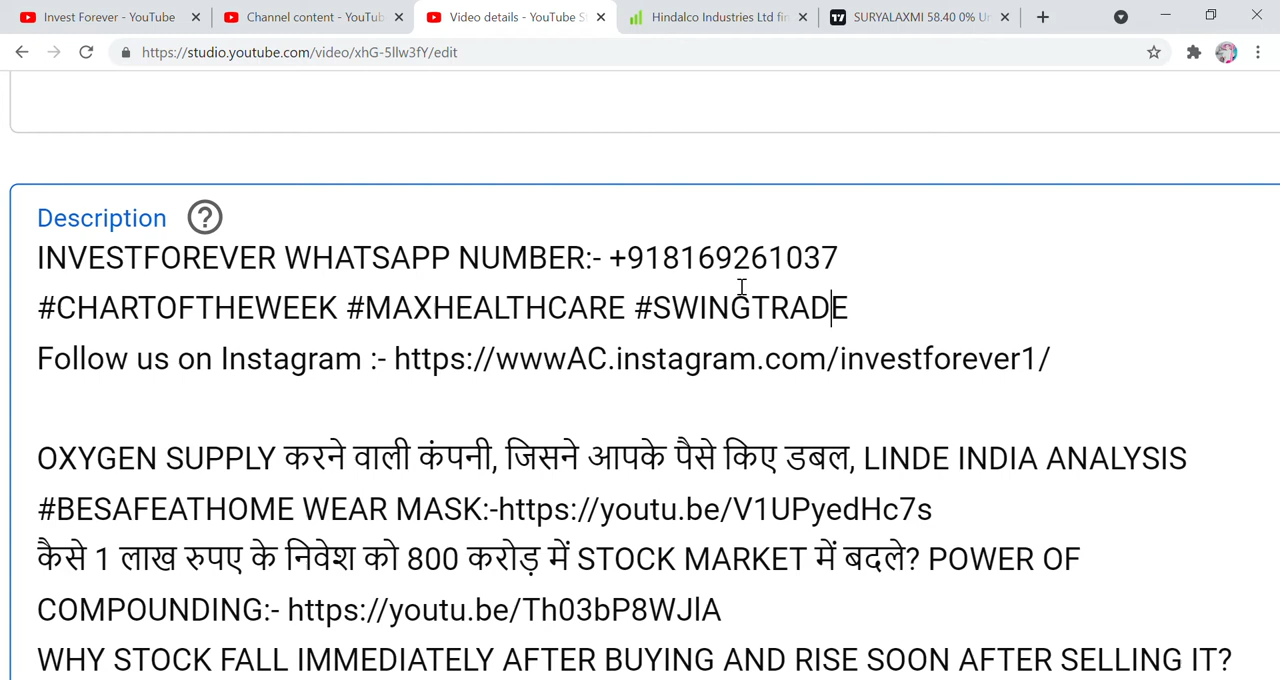 Invest Forever - YouTube
Channel content - YouTub
Video details - YouTube S
Hindalco Industries Ltd fin
SURYALAXMI 58.40 0% Un
https://studio.youtube.com/video/xhG-5llw3fY/edit
Description
INVESTFOREVER WHATSAPP NUMBER:- +918169261037
#CHARTOFTHEWEEK #MAXHEALTHCARE #SWINGTRADE
Follow us on Instagram :- https://wwwAC.instagram.com/investforever1/
OXYGEN SUPPLY करने वाली कंपनी, जिसने आपके पैसे किए डबल, LINDE INDIA ANALYSIS
#BESAFEATHOME WEAR MASK:-https://youtu.be/V1UPyedHc7s
कैसे 1 लाख रुपए के निवेश को 800 करोड़ में STOCK MARKET में बदले? POWER OF
COMPOUNDING:- https://youtu.be/Th03bP8WJlA
WHY STOCK FALL IMMEDIATELY AFTER BUYING AND RISE SOON AFTER SELLING IT?